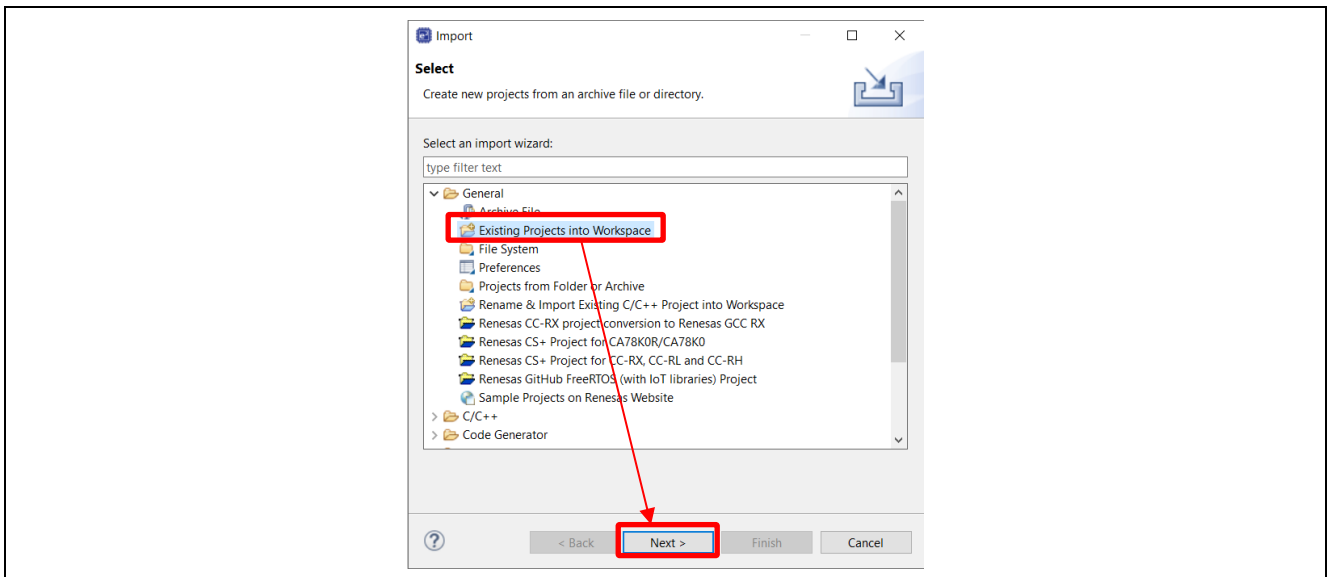 Import
Select
Create new projects from an archive file or directory.
Select an import wizard:
type filter text
General
Archive File
Existing Projects into Workspace
File System
Preferences
Projects from Folder or Archive
Rename & Import Existing C/C++ Project into Workspace
Renesas CC-RX project conversion to Renesas GCC RX
Renesas CS+ Project for CA78K0R/CA78K0
Renesas CS+ Project for CC-RX, CC-RL and CC-RH
Renesas GitHub FreeRTOS (with IoT libraries) Project
Sample Projects on Renesas Website
C/C++
Code Generator
? < Back Next > Finish Cancel